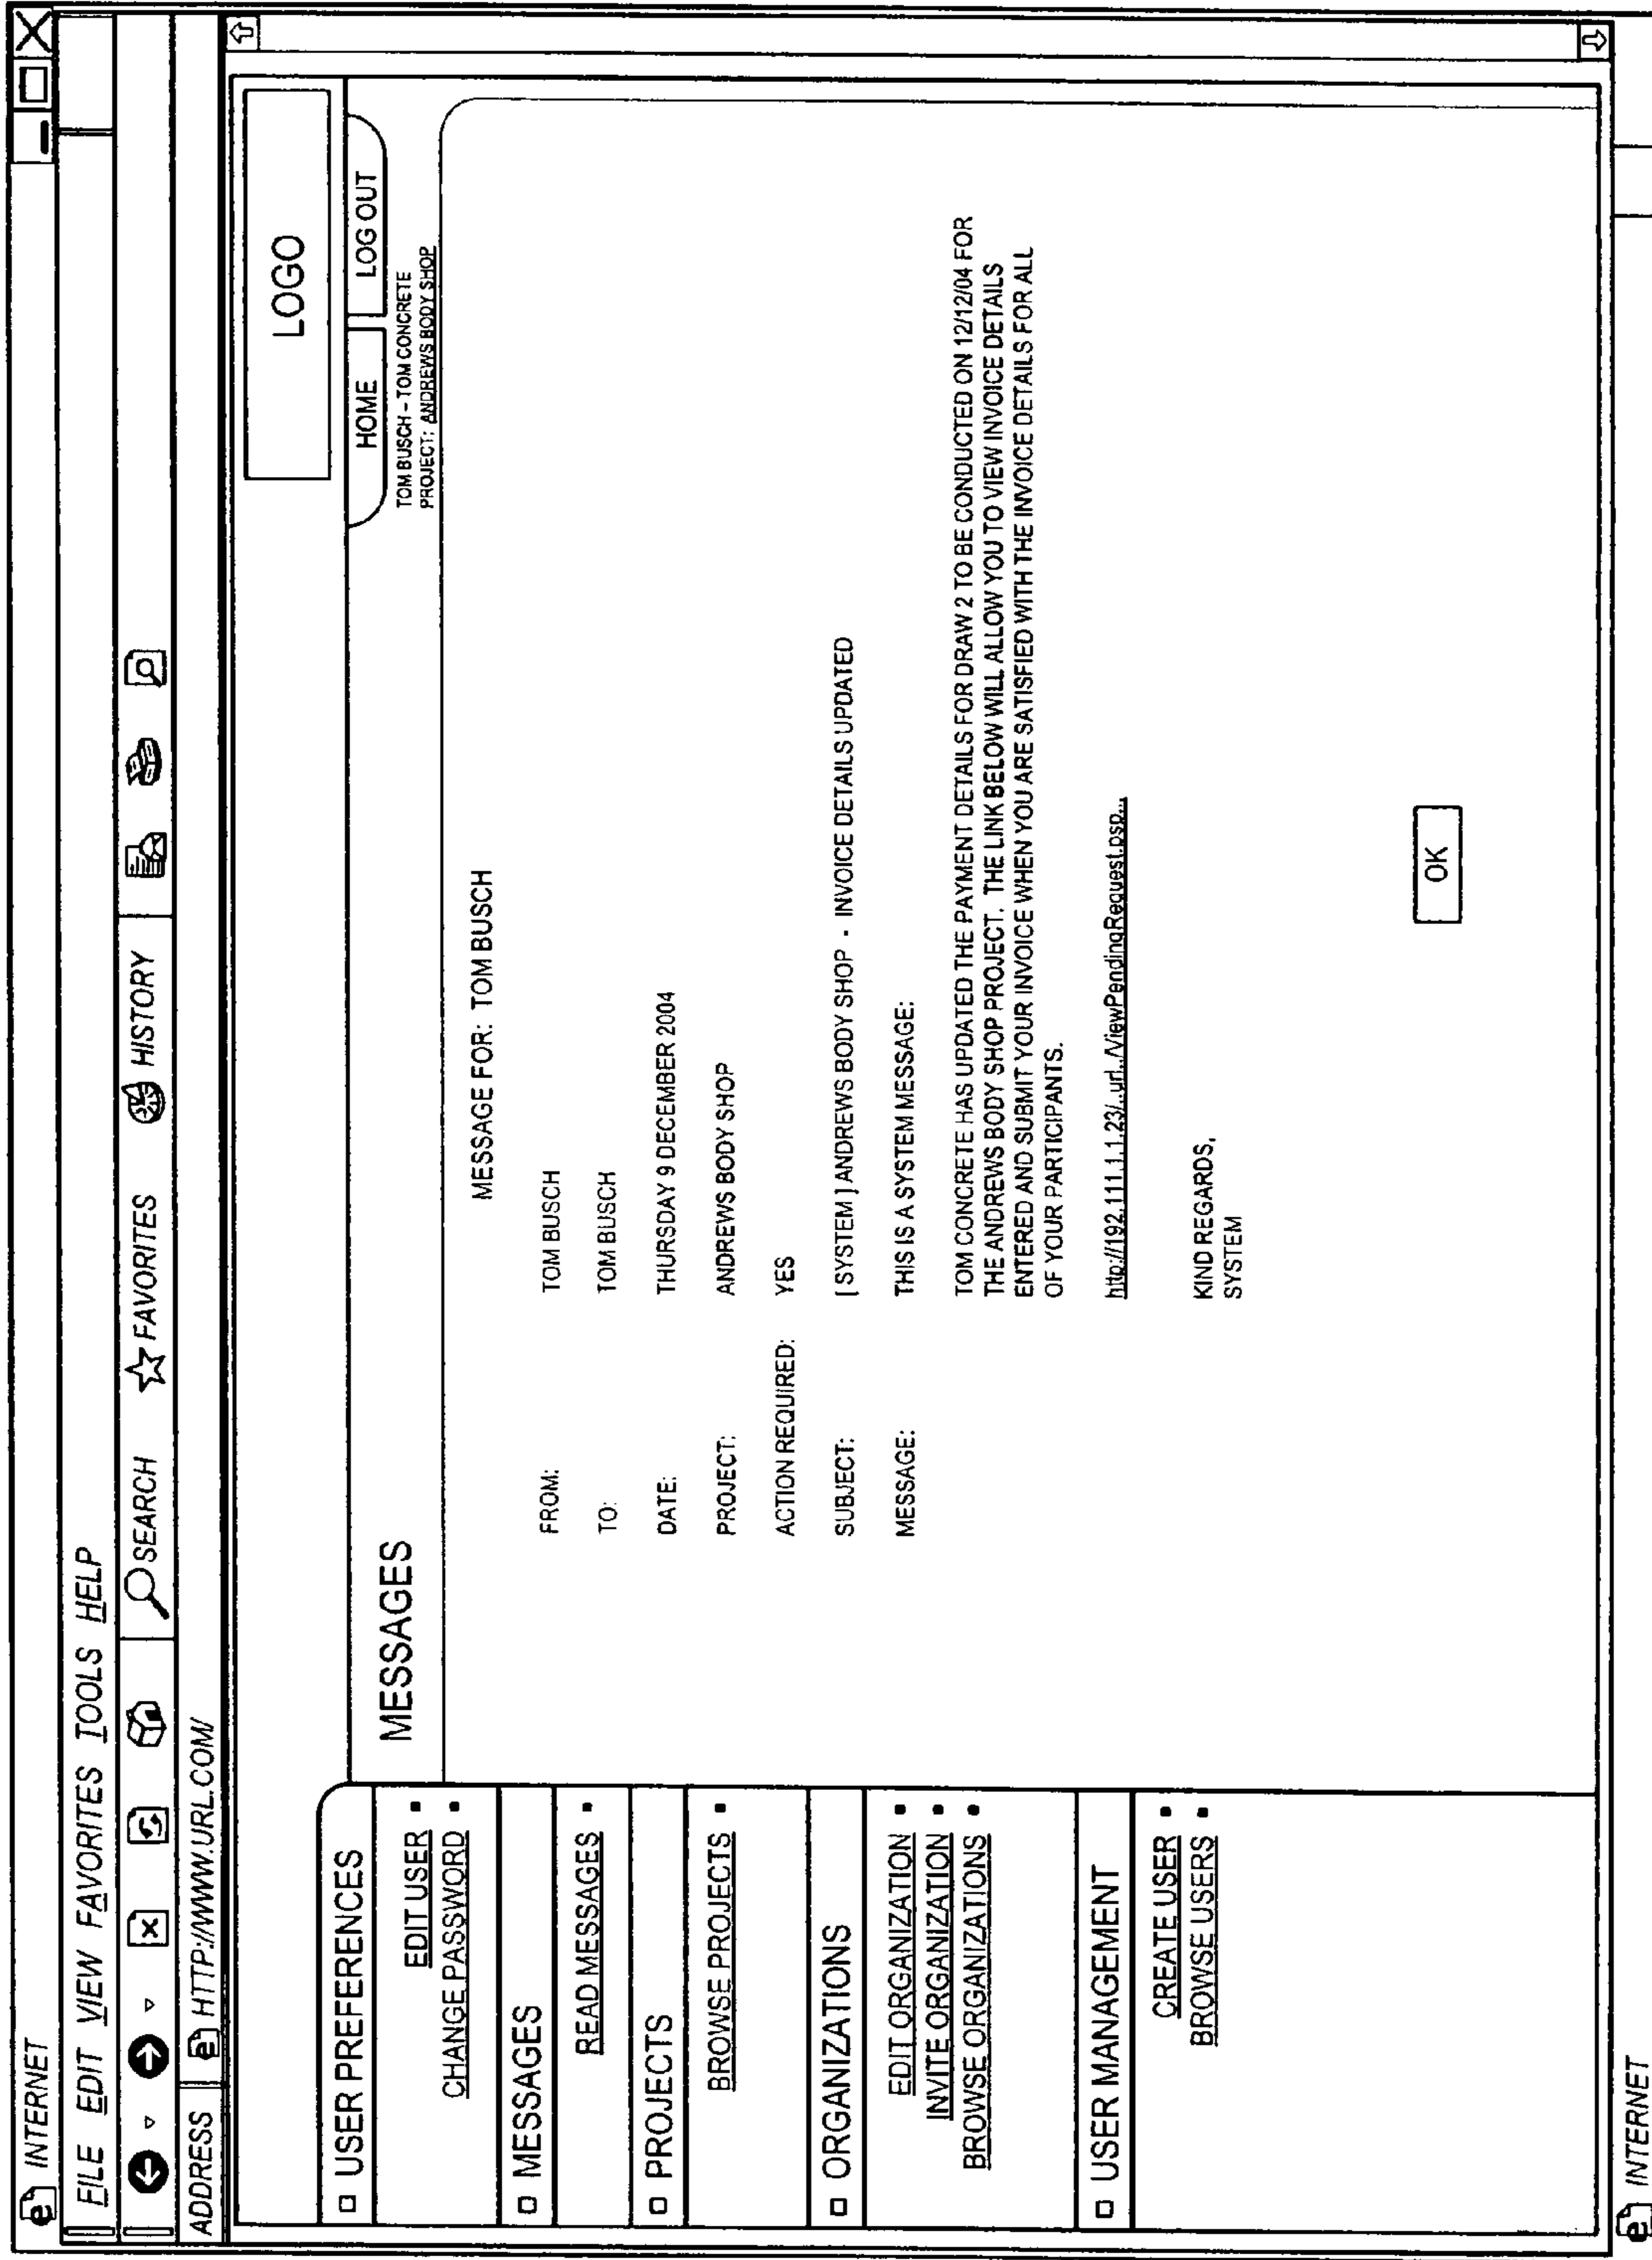 INTERNET
FILE EDIT VIEW FAVORITES TOOLS HELP
SEARCH FAVORITES HISTORY
ADDRESS HTTP://WWW.URL.COM/
LOGO
HOME LOG OUT
TOM BUSCH – TOM CONCRETE
PROJECT: ANDREWS BODY SHOP
USER PREFERENCES
EDIT USER
CHANGE PASSWORD
MESSAGES
READ MESSAGES
PROJECTS
BROWSE PROJECTS
ORGANIZATIONS
EDIT ORGANIZATION
INVITE ORGANIZATION
BROWSE ORGANIZATIONS
USER MANAGEMENT
CREATE USER
BROWSE USERS
MESSAGES
MESSAGE FOR: TOM BUSCH
FROM: TOM BUSCH
TO: TOM BUSCH
DATE: THURSDAY 9 DECEMBER 2004
PROJECT: ANDREWS BODY SHOP
ACTION REQUIRED: YES
SUBJECT: [SYSTEM] ANDREWS BODY SHOP - INVOICE DETAILS UPDATED
MESSAGE: THIS IS A SYSTEM MESSAGE:
TOM CONCRETE HAS UPDATED THE PAYMENT DETAILS FOR DRAW 2 TO BE CONDUCTED ON 12/12/04 FOR
THE ANDREWS BODY SHOP PROJECT. THE LINK BELOW WILL ALLOW YOU TO VIEW INVOICE DETAILS
ENTERED AND SUBMIT YOUR INVOICE WHEN YOU ARE SATISFIED WITH THE INVOICE DETAILS FOR ALL
OF YOUR PARTICIPANTS.
http://192.111.1.1.23/..url../ViewPendingRequest.psp...
KIND REGARDS,
SYSTEM
OK
INTERNET